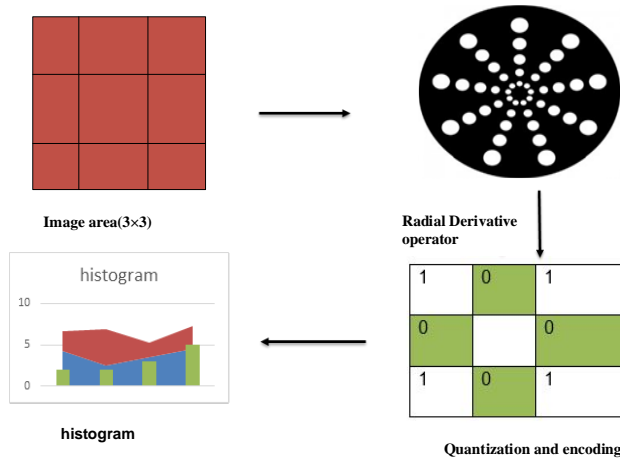 Image area(3×3)
Radial Derivative
operator
histogram
10
5
0
histogram
1 0 1
0 0
1 0 1
Quantization and encoding